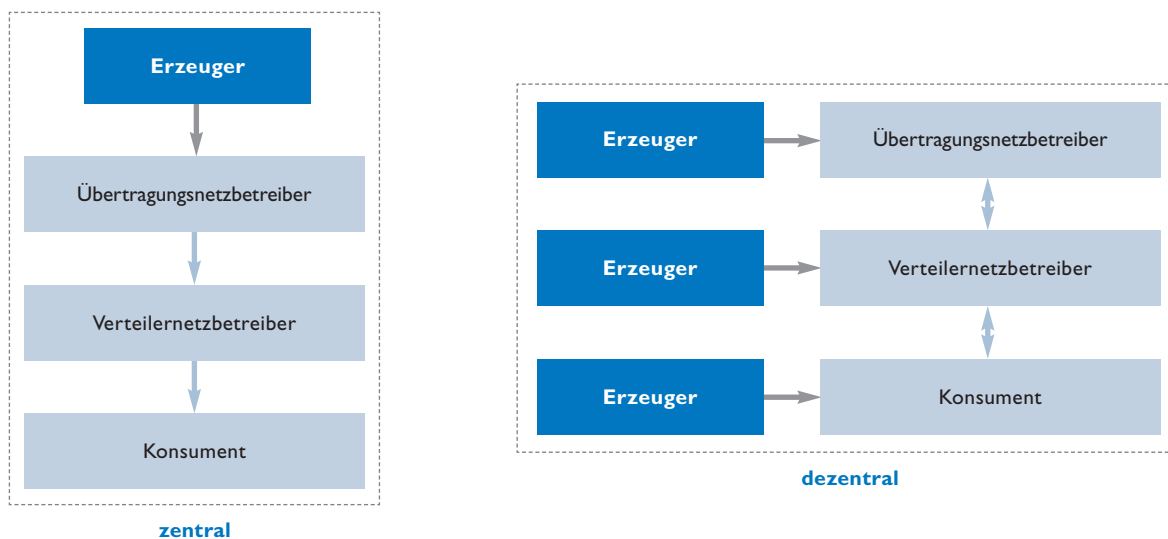 Erzeuger
Übertragungsnetzbetreiber
Verteilernetzbetreiber
Konsument
zentral
Erzeuger
Übertragungsnetzbetreiber
Erzeuger
Verteilernetzbetreiber
Erzeuger
Konsument
dezentral